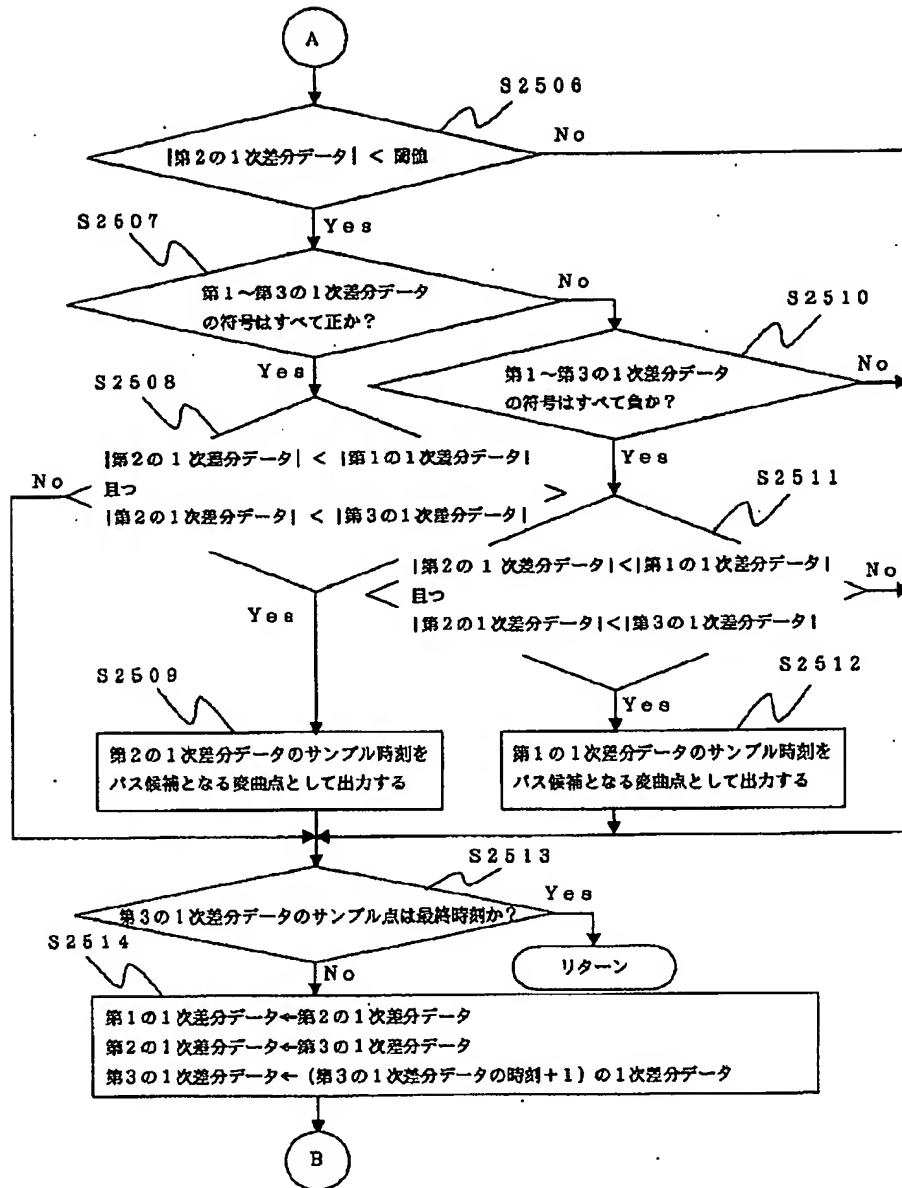 A
S2506
|第2の1次差分データ| < 閾値
No
Yes
S2507
第1～第3の1次差分データ
の符号はすべて正か？
No
Yes
S2510
第1～第3の1次差分データ
の符号はすべて負か？
No
Yes
S2508
|第2の1次差分データ| < |第1の1次差分データ|
且つ
|第2の1次差分データ| < |第3の1次差分データ|
No
Yes
S2511
|第2の1次差分データ|<|第1の1次差分データ|
且つ
|第2の1次差分データ|<|第3の1次差分データ|
No
Yes
S2509
第2の1次差分データのサンプル時刻を
パス候補となる変曲点として出力する
S2512
第1の1次差分データのサンプル時刻を
パス候補となる変曲点として出力する
S2513
第3の1次差分データのサンプル点は最終時刻か？
Yes
リターン
No
S2514
第1の1次差分データ←第2の1次差分データ
第2の1次差分データ←第3の1次差分データ
第3の1次差分データ←（第3の1次差分データの時刻+1）の1次差分データ
B